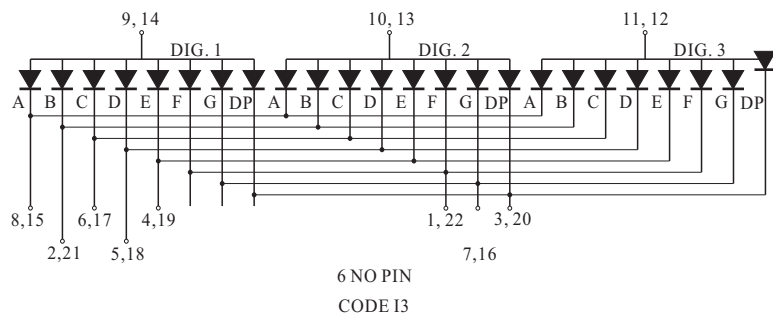 9, 14 10, 13 11, 12
DIG. 1 DIG. 2 DIG. 3
A B C D E F G DP A B C D E F G DP A B C D E F G DP
8,15 6,17 4,19 1,22 3,20
2,21 5,18 7,16
6 NO PIN
CODE I3